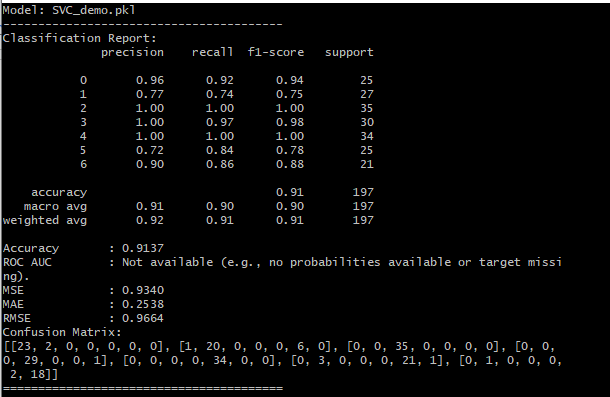 Model: SVC_demo.pkl
----------------------------------------
Classification Report:
              precision    recall  f1-score   support

           0       0.96      0.92      0.94        25
           1       0.77      0.74      0.75        27
           2       1.00      1.00      1.00        35
           3       1.00      0.97      0.98        30
           4       1.00      1.00      1.00        34
           5       0.72      0.84      0.78        25
           6       0.90      0.86      0.88        21

    accuracy                           0.91       197
   macro avg       0.91      0.90      0.90       197
weighted avg       0.92      0.91      0.91       197

Accuracy       : 0.9137
ROC AUC        : Not available (e.g., no probabilities available or target missi
ng).
MSE            : 0.9340
MAE            : 0.2538
RMSE           : 0.9664
Confusion Matrix:
[[23, 2, 0, 0, 0, 0, 0], [1, 20, 0, 0, 0, 6, 0], [0, 0, 35, 0, 0, 0, 0], [0, 0,
0, 29, 0, 0, 1], [0, 0, 0, 0, 34, 0, 0], [0, 3, 0, 0, 0, 21, 1], [0, 1, 0, 0, 0,
 2, 18]]
========================================